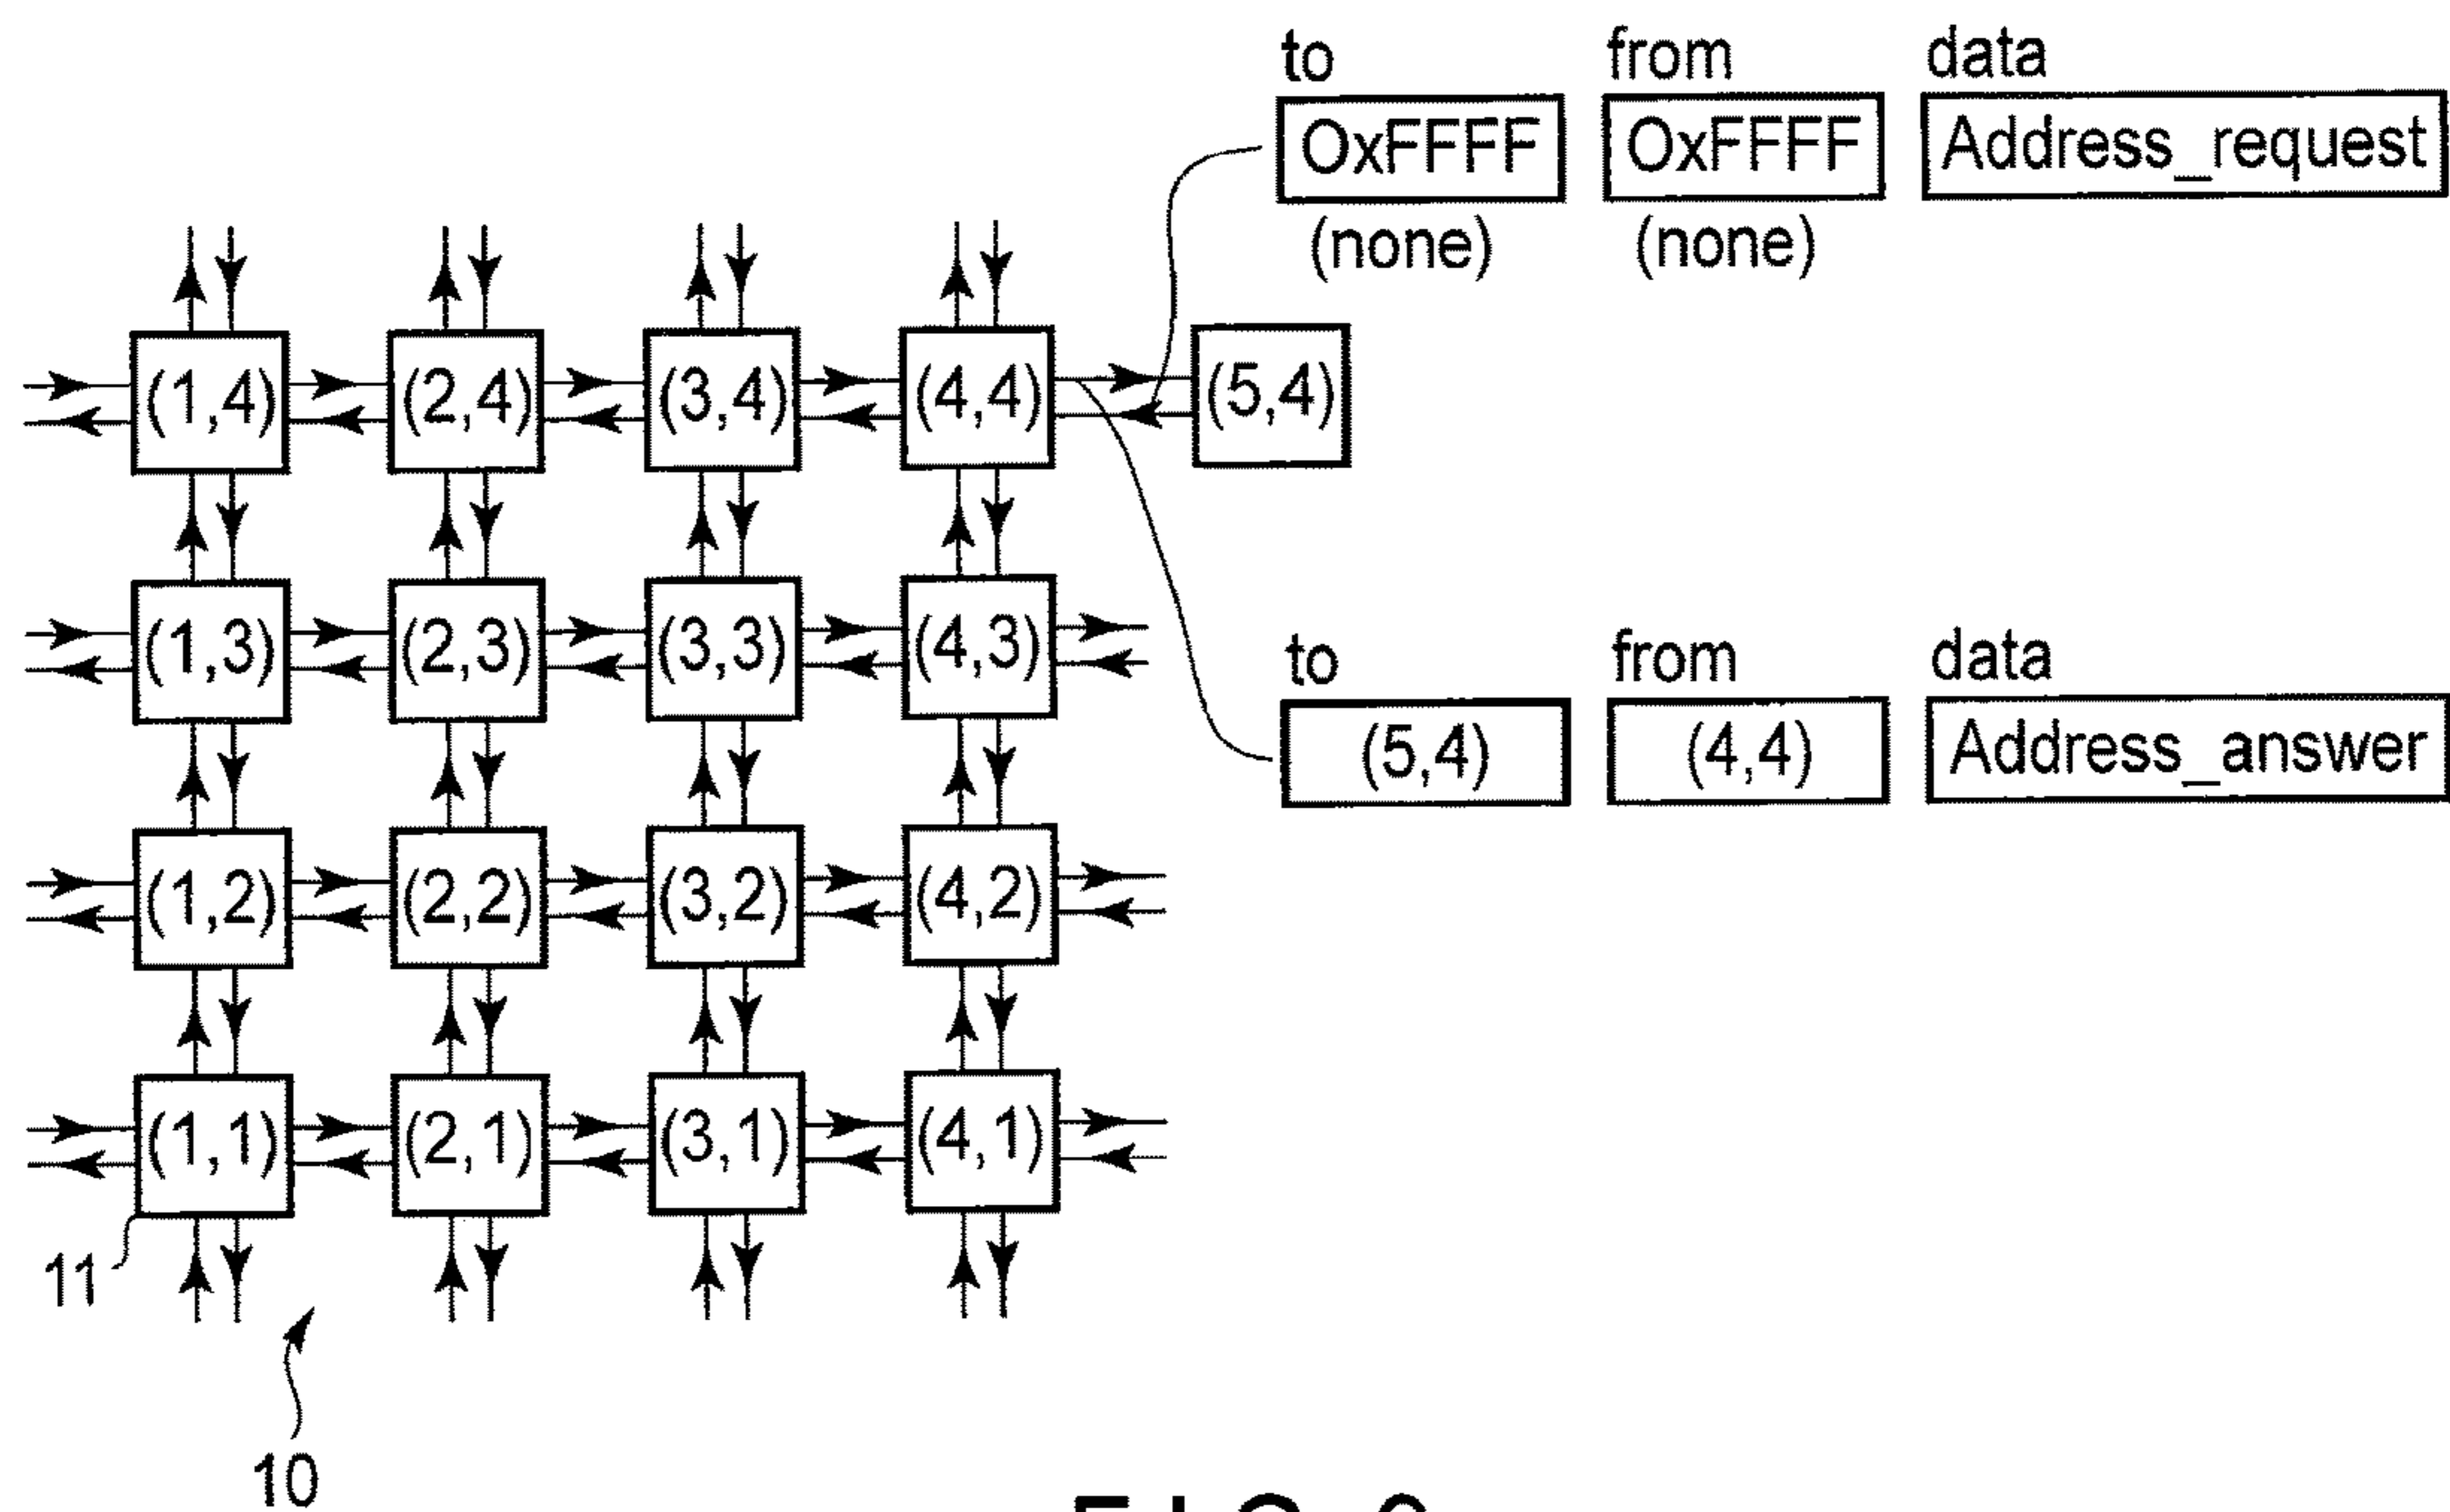 to from data
OxFFFF OxFFFF Address_request
(none) (none)
(1,4) (2,4) (3,4) (4,4) (5,4)
(1,3) (2,3) (3,3) (4,3)
to from data
(5,4) (4,4) Address_answer
(1,2) (2,2) (3,2) (4,2)
(1,1) (2,1) (3,1) (4,1)
11
10